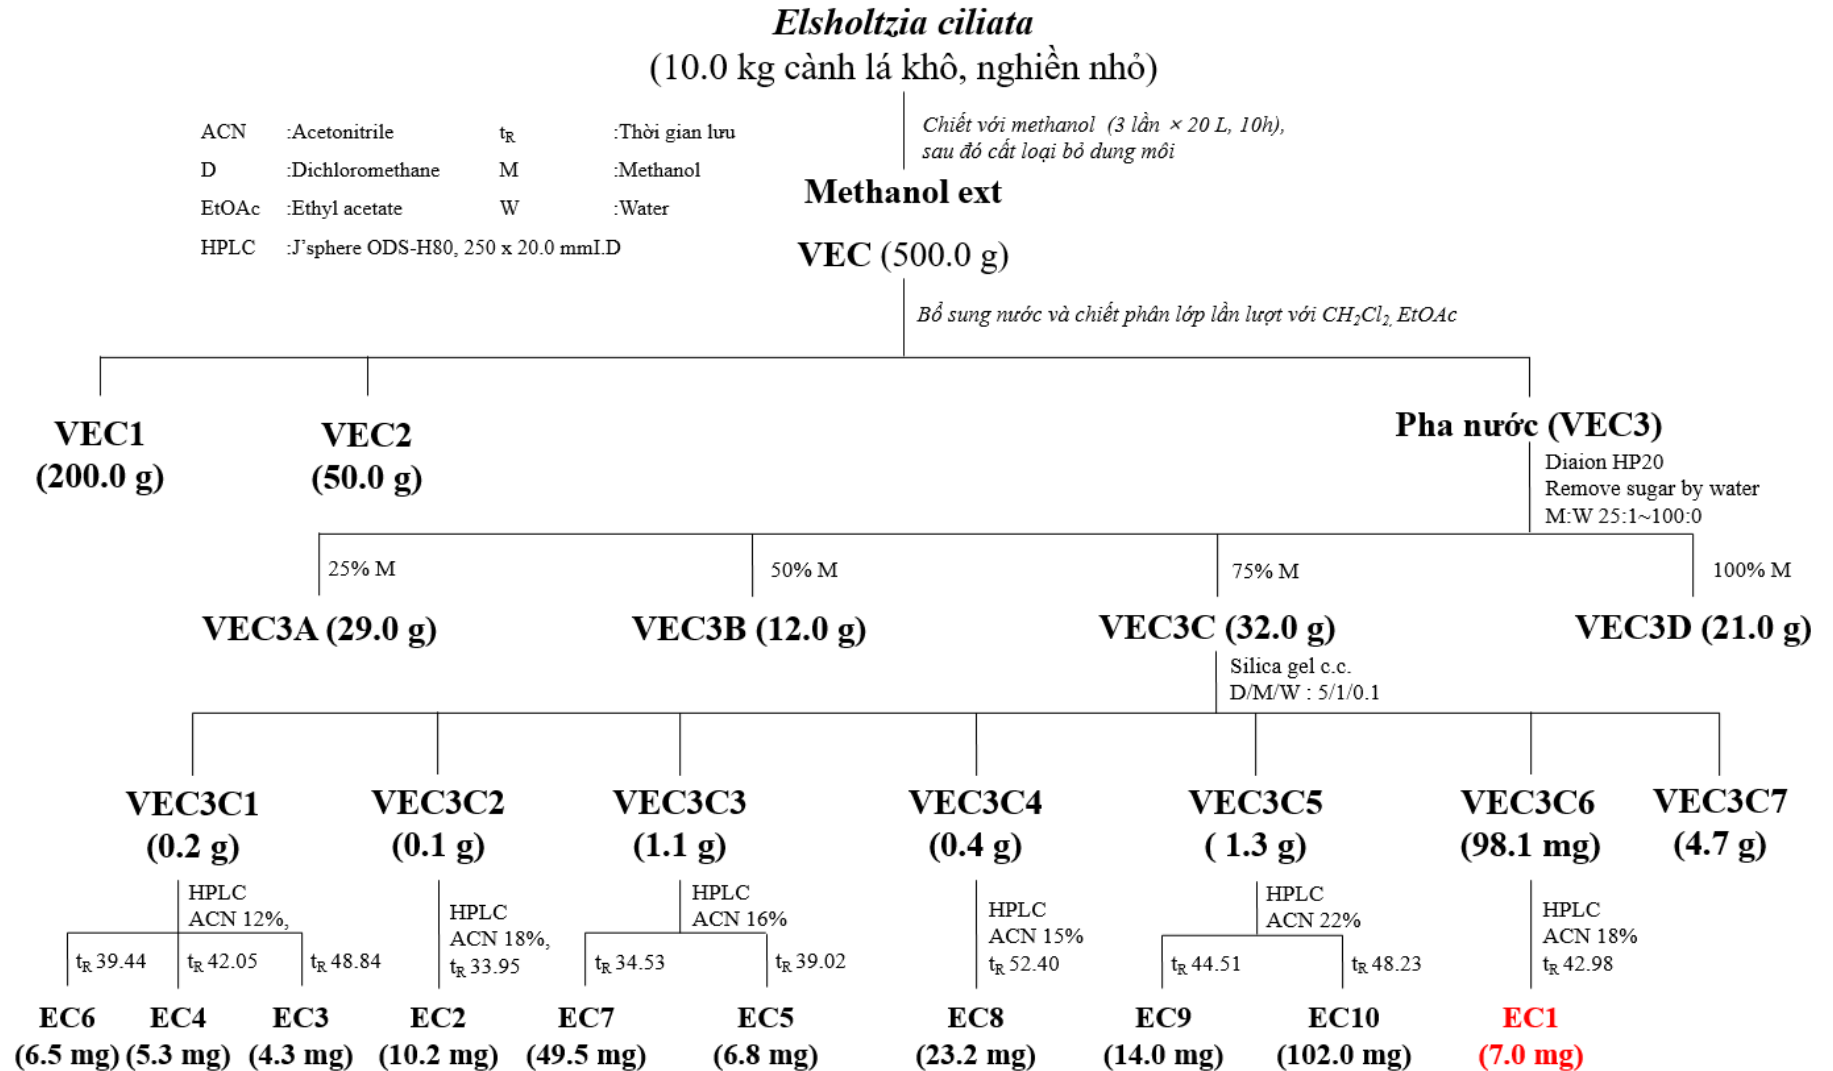 Elsholtzia ciliata
(10.0 kg cành lá khô, nghiền nhỏ)
Chiết với methanol (3 lần × 20 L, 10h),
sau đó cất loại bỏ dung môi
ACN :Acetonitrile tR :Thời gian lưu
D :Dichloromethane M :Methanol
EtOAc :Ethyl acetate W :Water
HPLC :J’sphere ODS-H80, 250 x 20.0 mmI.D
Methanol ext
VEC (500.0 g)
Bổ sung nước và chiết phân lớp lần lượt với CH2Cl2, EtOAc
VEC1
(200.0 g)
VEC2
(50.0 g)
Pha nước (VEC3)
Diaion HP20
Remove sugar by water
M:W 25:1~100:0
25% M
50% M
75% M
100% M
VEC3A (29.0 g)
VEC3B (12.0 g)
VEC3C (32.0 g)
VEC3D (21.0 g)
Silica gel c.c.
D/M/W : 5/1/0.1
VEC3C1
(0.2 g)
VEC3C2
(0.1 g)
VEC3C3
(1.1 g)
VEC3C4
(0.4 g)
VEC3C5
( 1.3 g)
VEC3C6
(98.1 mg)
VEC3C7
(4.7 g)
HPLC
ACN 12%,
tR 39.44
tR 42.05
tR 48.84
HPLC
ACN 18%,
tR 33.95
HPLC
ACN 16%
tR 34.53
tR 39.02
HPLC
ACN 15%
tR 52.40
HPLC
ACN 22%
tR 44.51
tR 48.23
HPLC
ACN 18%
tR 42.98
EC6
(6.5 mg)
EC4
(5.3 mg)
EC3
(4.3 mg)
EC2
(10.2 mg)
EC7
(49.5 mg)
EC5
(6.8 mg)
EC8
(23.2 mg)
EC9
(14.0 mg)
EC10
(102.0 mg)
EC1
(7.0 mg)